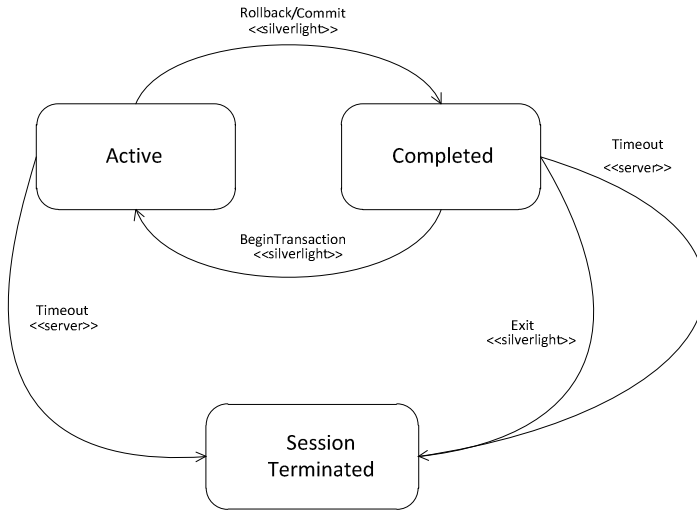 Rollback/Commit
<<silverlight>>
Active
Completed
Timeout
<<server>>
BeginTransaction
<<silverlight>>
Timeout
<<server>>
Exit
<<silverlight>>
Session
Terminated